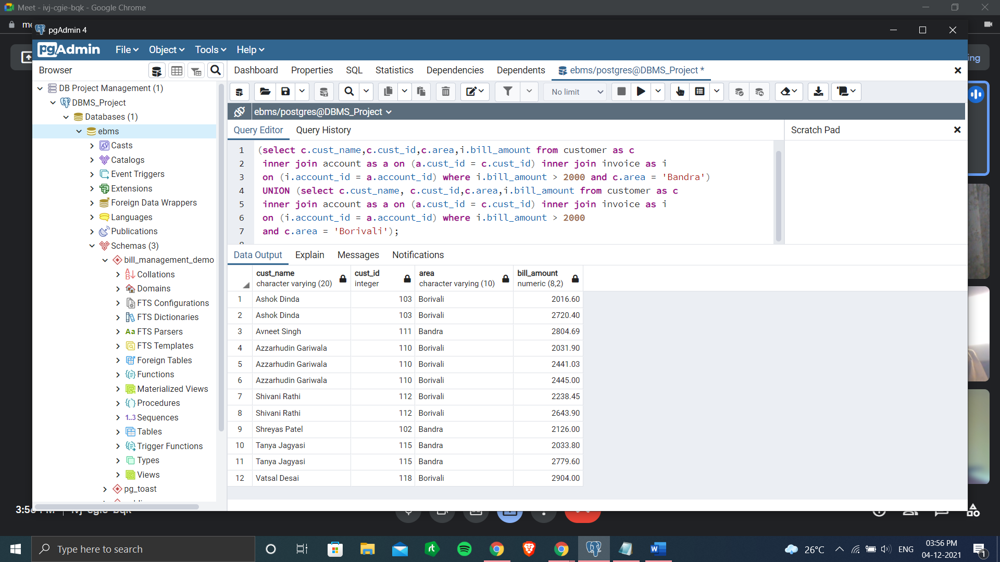 Meet - ivj-cgie-bqk - Google Chrome
pgAdmin 4
pgAdmin File Object Tools Help
Browser
Dashboard Properties SQL Statistics Dependencies Dependents ebms/postgres@DBMS_Project *
No limit
ebms/postgres@DBMS_Project
Query Editor Query History
Scratch Pad
DB Project Management (1)
DBMS_Project
Databases (1)
ebms
Casts
Catalogs
Event Triggers
Extensions
Foreign Data Wrappers
Languages
Publications
Schemas (3)
bill_management_demo
Collations
Domains
FTS Configurations
FTS Dictionaries
Aa FTS Parsers
FTS Templates
Foreign Tables
Functions
Materialized Views
Procedures
1..3 Sequences
Tables
Trigger Functions
Types
Views
pg_toast
1 (select c.cust_name,c.cust_id,c.area,i.bill_amount from customer as c
2 inner join account as a on (a.cust_id = c.cust_id) inner join invoice as i
3 on (i.account_id = a.account_id) where i.bill_amount > 2000 and c.area = 'Bandra')
4 UNION (select c.cust_name, c.cust_id,c.area,i.bill_amount from customer as c
5 inner join account as a on (a.cust_id = c.cust_id) inner join invoice as i
6 on (i.account_id = a.account_id) where i.bill_amount > 2000
7 and c.area = 'Borivali');
Data Output Explain Messages Notifications
cust_name cust_id area bill_amount
character varying (20) integer character varying (10) numeric (8,2)
1 Ashok Dinda 103 Borivali 2016.60
2 Ashok Dinda 103 Borivali 2720.40
3 Avneet Singh 111 Bandra 2804.69
4 Azzarhudin Gariwala 110 Borivali 2031.90
5 Azzarhudin Gariwala 110 Borivali 2441.03
6 Azzarhudin Gariwala 110 Borivali 2445.00
7 Shivani Rathi 112 Borivali 2238.45
8 Shivani Rathi 112 Borivali 2643.90
9 Shreyas Patel 102 Bandra 2126.00
10 Tanya Jagyasi 115 Bandra 2033.80
11 Tanya Jagyasi 115 Bandra 2779.60
12 Vatsal Desai 118 Borivali 2904.00
Type here to search
26°C
ENG
03:56 PM
04-12-2021
1